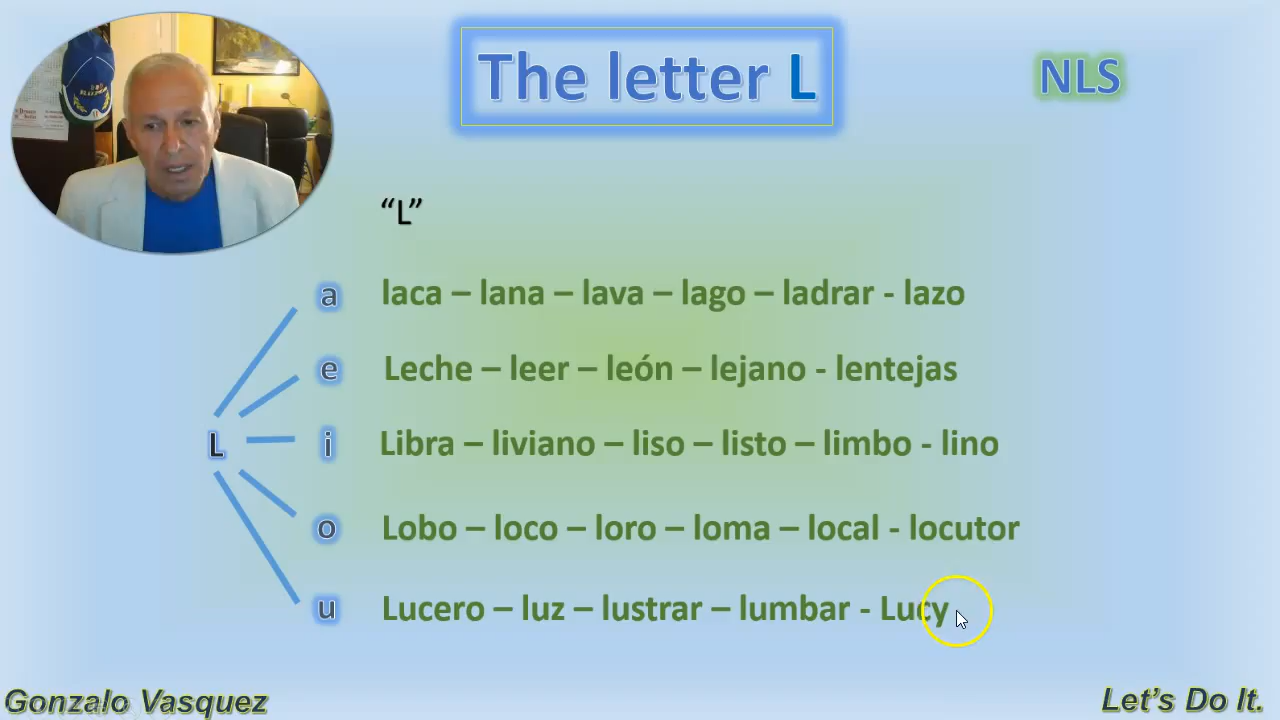 The letter L
NLS
“L”
a laca – lana – lava – lago – ladrar - lazo
e Leche – leer – león – lejano - lentejas
L i Libra – liviano – liso – listo – limbo - lino
o Lobo – loco – loro – loma – local - locutor
u Lucero – luz – lustrar – lumbar - Lucy
Gonzalo Vasquez
Let’s Do It.